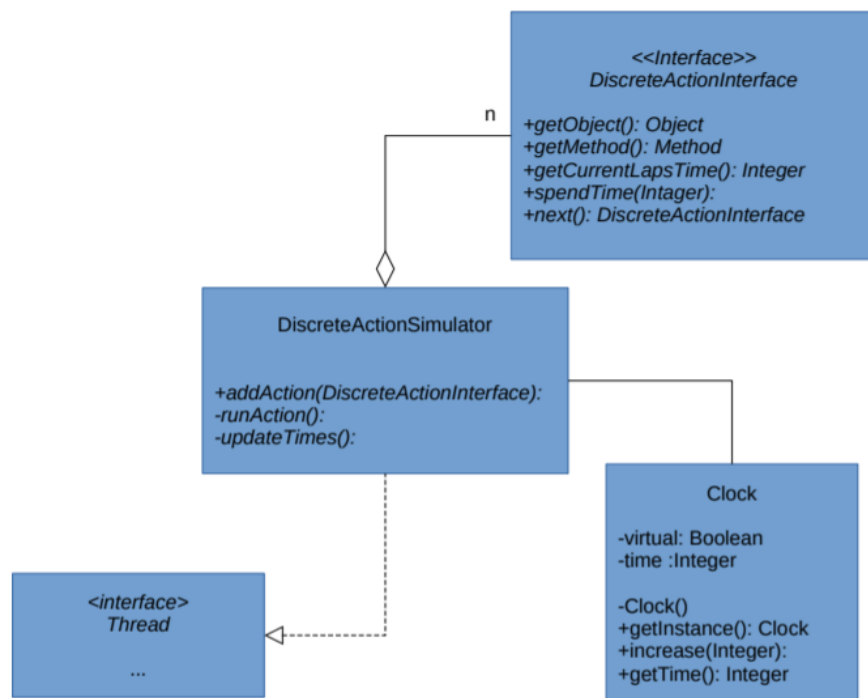 <<Interface>>
DiscreteActionInterface
+getObject(): Object
+getMethod(): Method
+getCurrentLapsTime(): Integer
+spendTime(Intager):
+next(): DiscreteActionInterface
n
DiscreteActionSimulator
+addAction(DiscreteActionInterface):
-runAction():
-updateTimes():
Clock
-virtual: Boolean
-time :Integer
-Clock()
+getInstance(): Clock
+increase(Integer):
+getTime(): Integer
<interface>
Thread
...